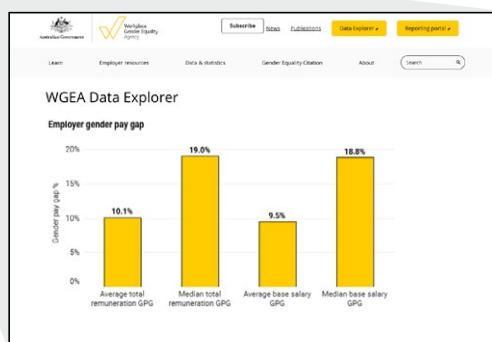 Australian Government
Workplace
Gender Equality
Agency
Subscribe
News
Publications
Data Explorer
Reporting portal
Learn
Employer resources
Data & statistics
Gender Equality Citation
About
Search
WGEA Data Explorer
Employer gender pay gap
Gender pay gap %
20%
15%
10%
5%
0%
10.1%
19.0%
9.5%
18.8%
Average total
remuneration GPG
Median total
remuneration GPG
Average base salary
GPG
Median base salary
GPG